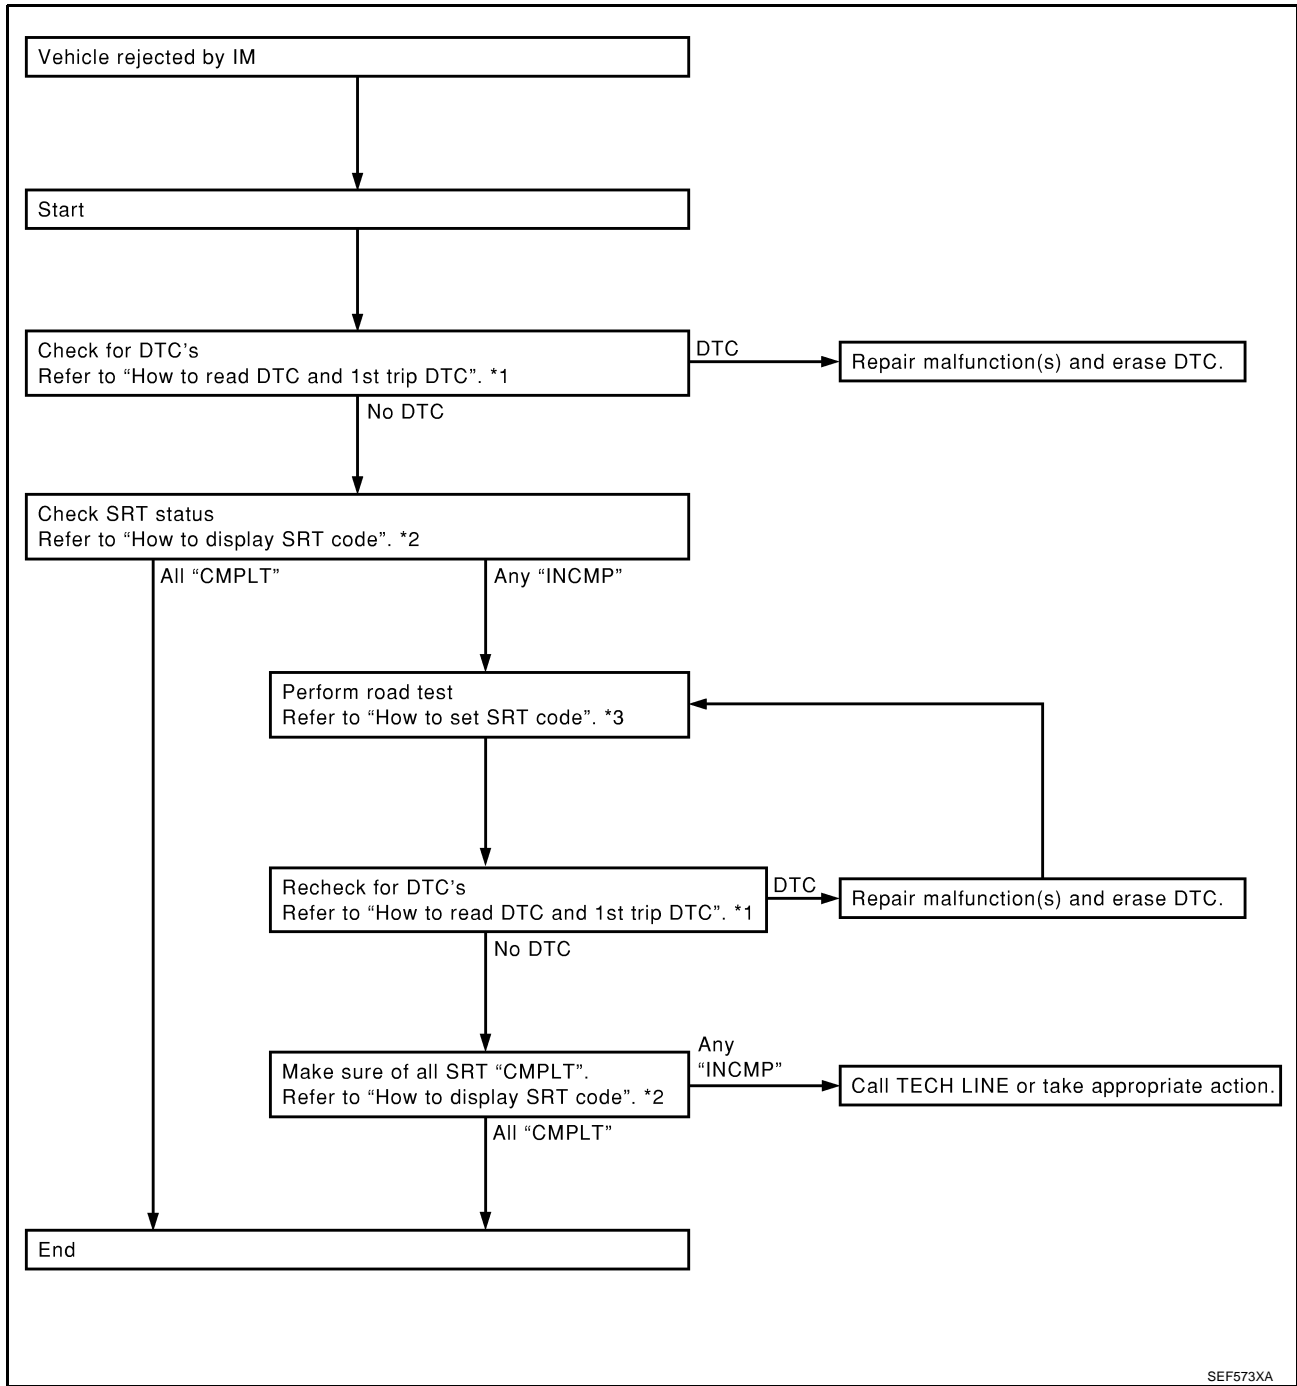 Vehicle rejected by IM
Start
Check for DTC's
Refer to “How to read DTC and 1st trip DTC”. *1
DTC
Repair malfunction(s) and erase DTC.
No DTC
Check SRT status
Refer to “How to display SRT code”. *2
All “CMPLT”
Any “INCMP”
Perform road test
Refer to “How to set SRT code”. *3
Recheck for DTC's
Refer to “How to read DTC and 1st trip DTC”. *1
DTC
Repair malfunction(s) and erase DTC.
No DTC
Make sure of all SRT “CMPLT”.
Refer to “How to display SRT code”. *2
Any
“INCMP”
Call TECH LINE or take appropriate action.
All “CMPLT”
End
SEF573XA